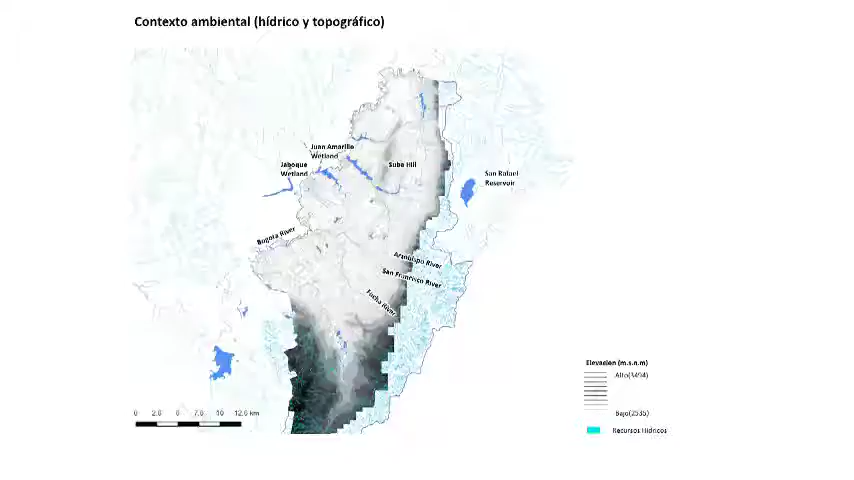 Contexto ambiental (hídrico y topográfico)
Juan Amarillo
Wetland
Jaboque
Wetland
Suba Hill
San Rafael
Reservoir
Bogota River
Arzobispo River
San Francisco River
Fucha River
Elevacion (m.s.n.m)
Alto(3494)
Bajo(2535)
Recursos Hídricos
0 2.5 5 7.5 10 12.5 km